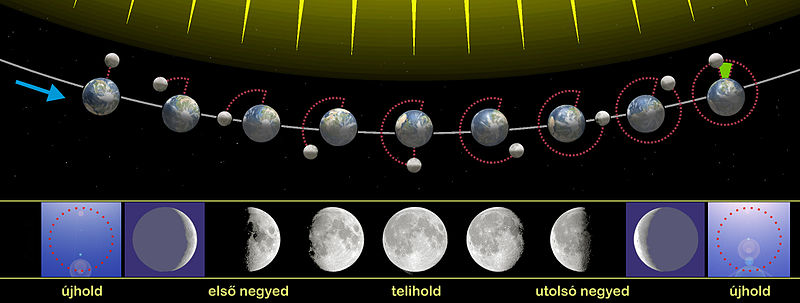 újhold
első negyed
telihold
utolsó negyed
újhold